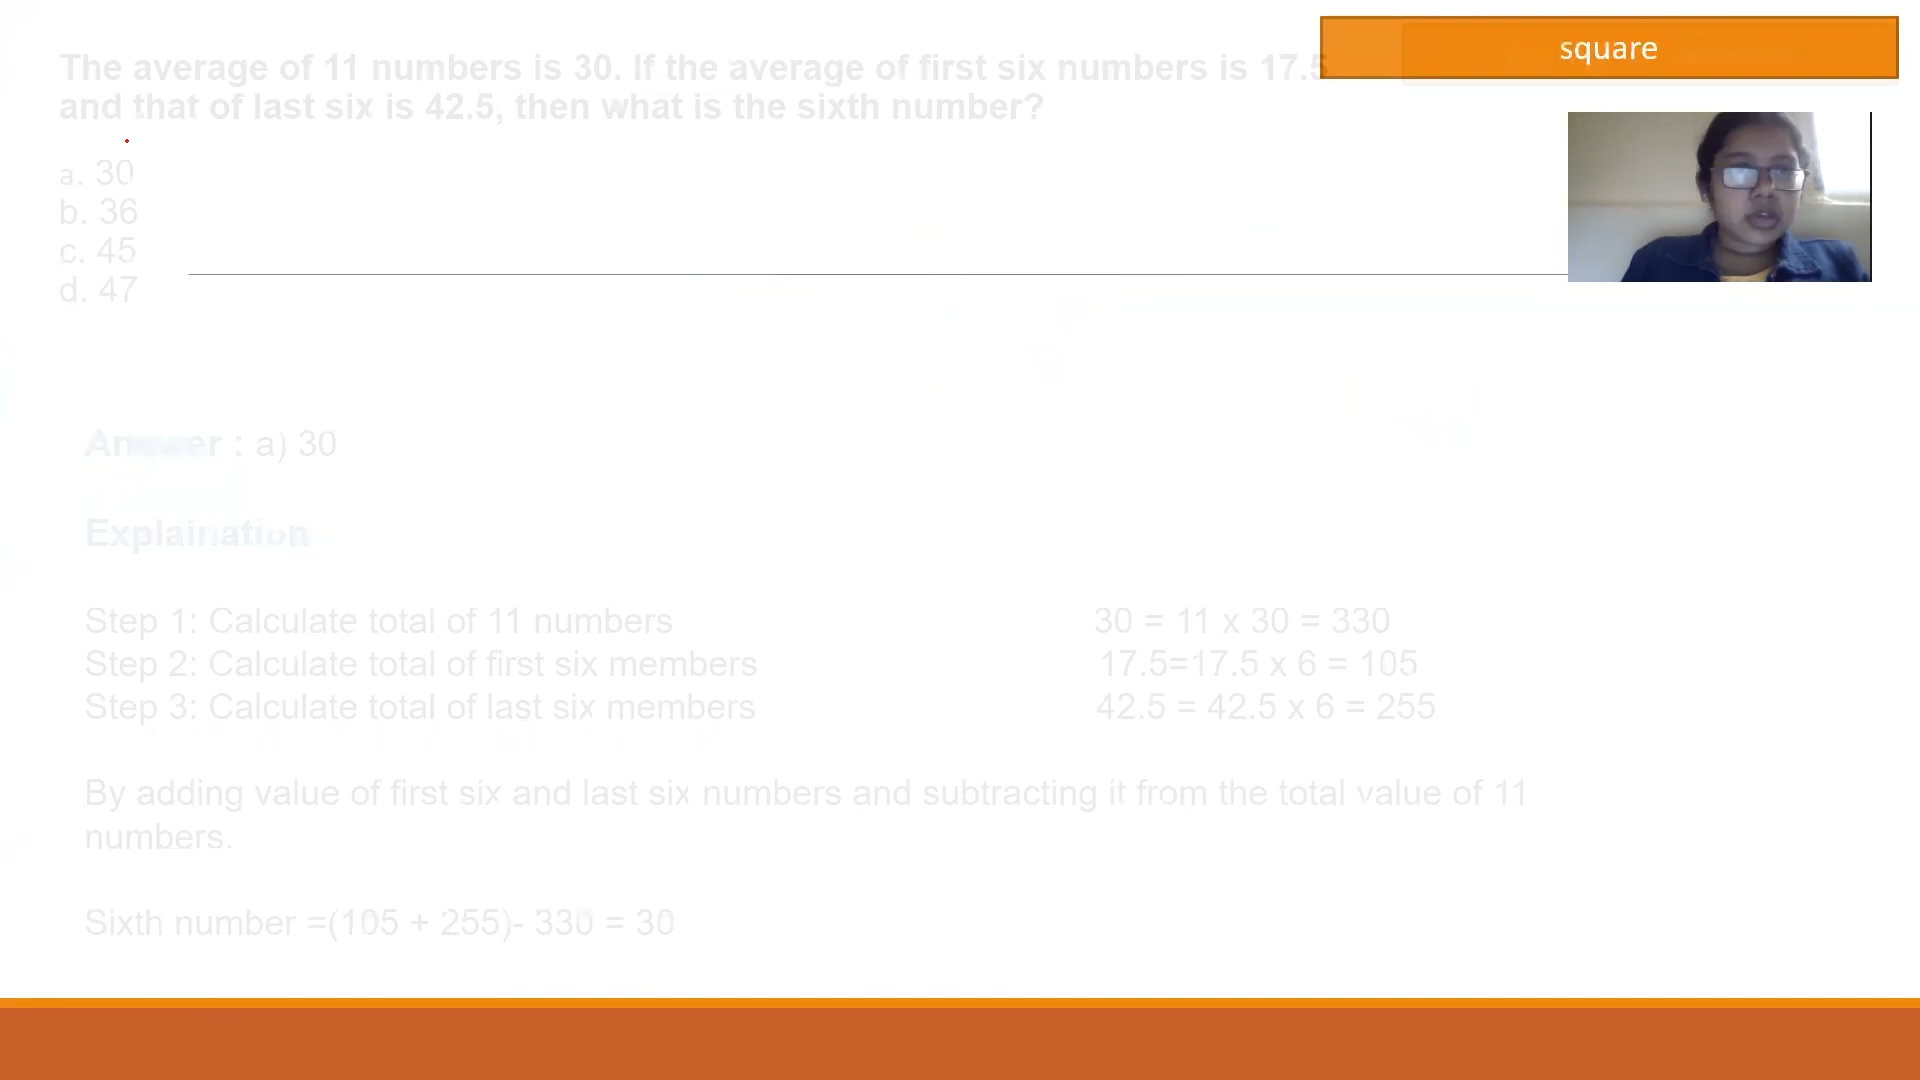 square
The average of 11 numbers is 30. If the average of first six numbers is 17.5
and that of last six is 42.5, then what is the sixth number?
a. 30
b. 36
c. 45
d. 47
Answer : a) 30
Explaination
Step 1: Calculate total of 11 numbers 30 = 11 x 30 = 330
Step 2: Calculate total of first six members 17.5=17.5 x 6 = 105
Step 3: Calculate total of last six members 42.5 = 42.5 x 6 = 255
By adding value of first six and last six numbers and subtracting it from the total value of 11
numbers.
Sixth number =(105 + 255)- 330 = 30